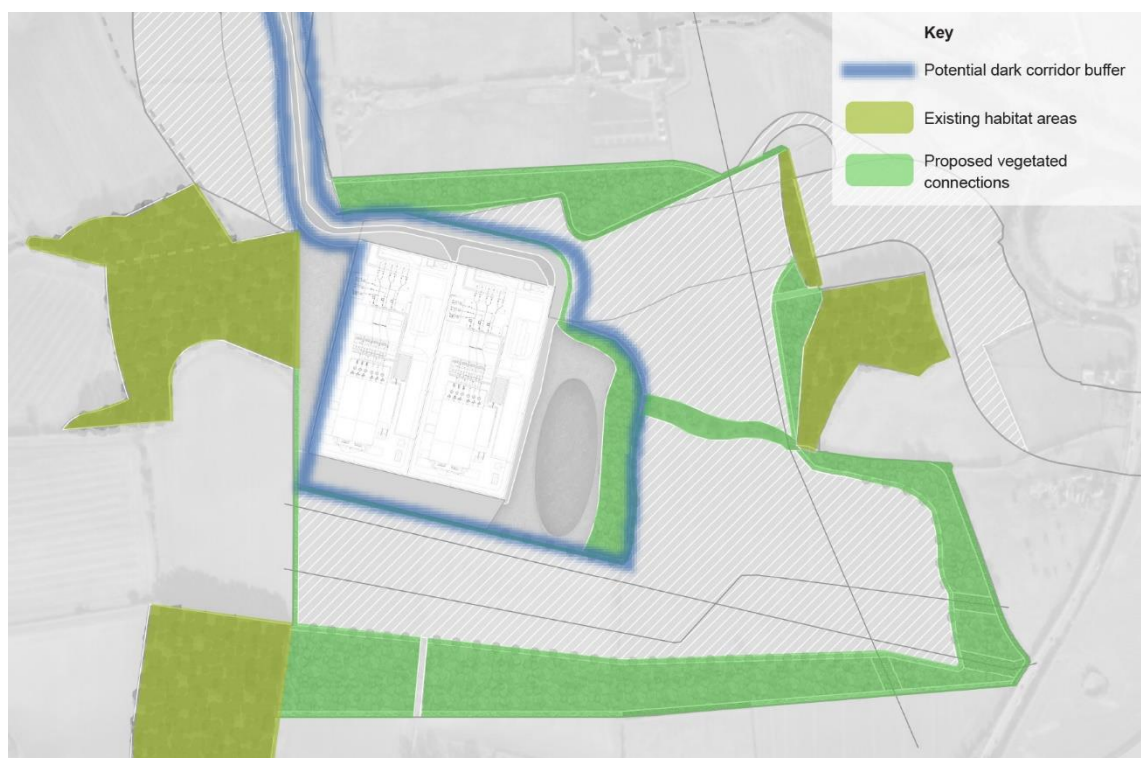 Key
Potential dark corridor buffer
Existing habitat areas
Proposed vegetated
connections